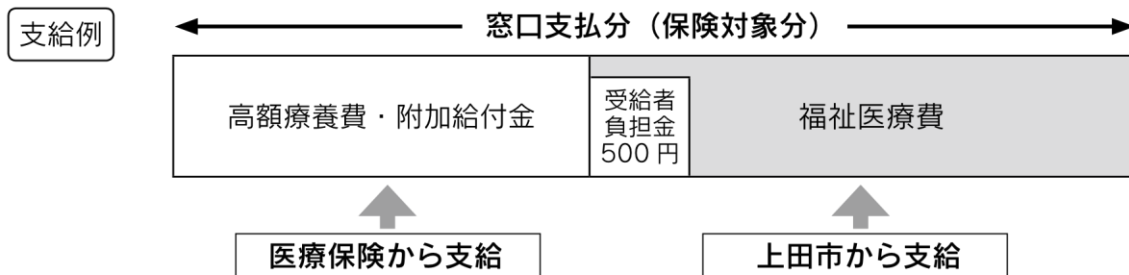 支給例
窓口支払分（保険対象分）
高額療養費・附加給付金
受給者
負担金
500円
福祉医療費
医療保険から支給
上田市から支給